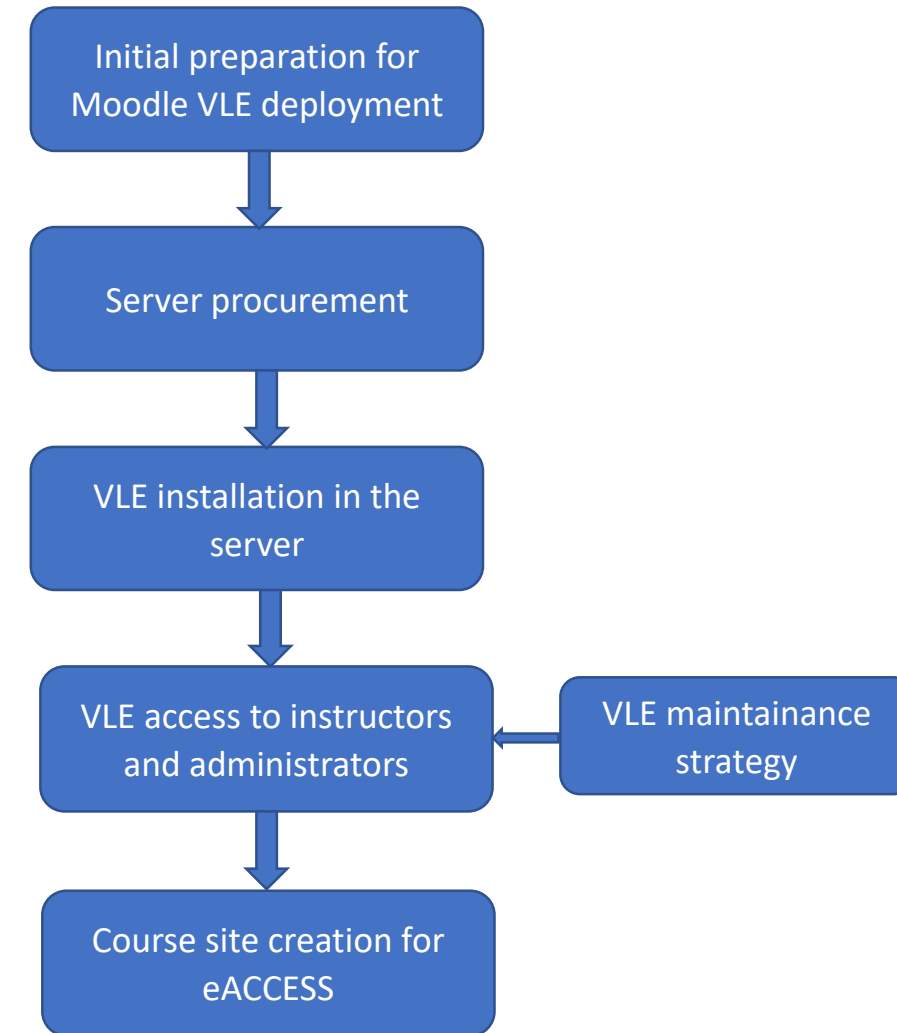 Initial preparation for
Moodle VLE deployment
Server procurement
VLE installation in the
server
VLE access to instructors
and administrators
VLE maintainance
strategy
Course site creation for
eACCESS